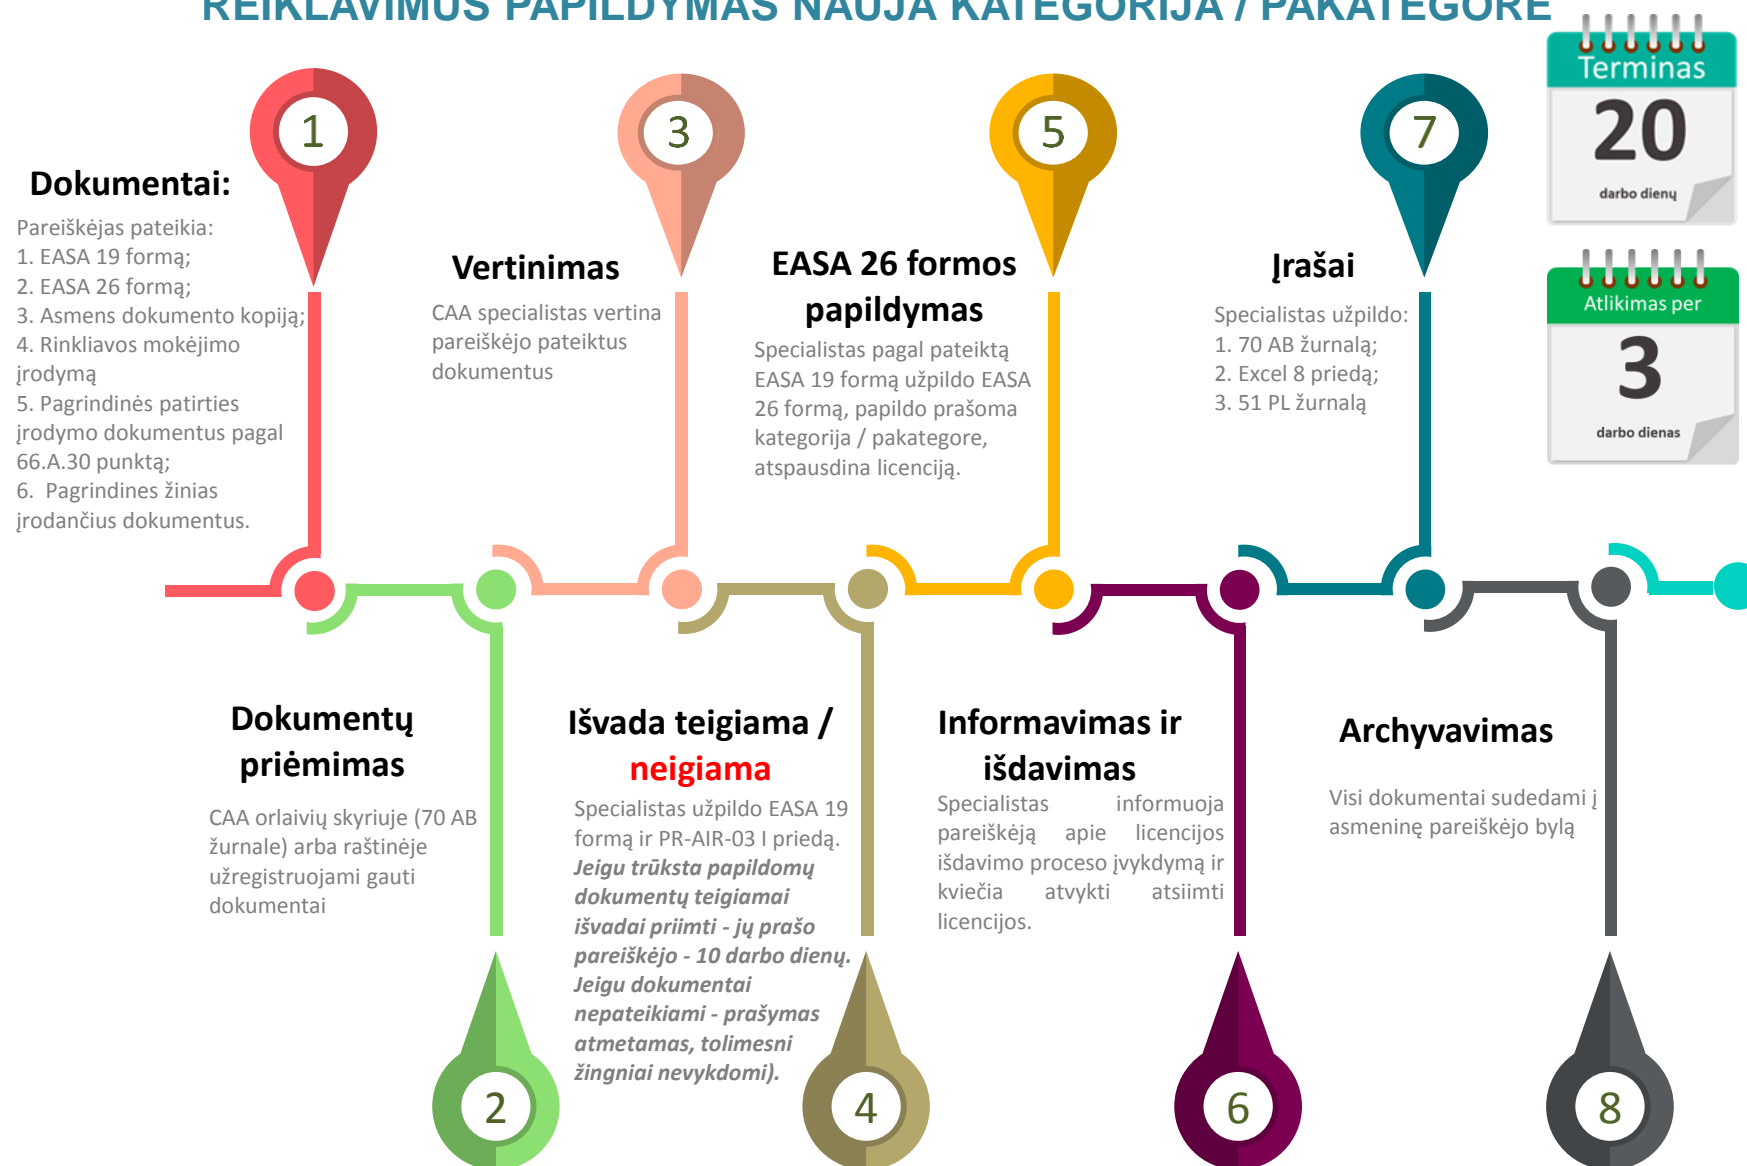 REIKLAVIMUS PAPILDYMAS NAUJA KATEGORIJA / PAKATEGORE
Terminas
20
darbo dienų
Atlikimas per
3
darbo dienas
1
Dokumentai:
Pareiškėjas pateikia:
1. EASA 19 formą;
2. EASA 26 formą;
3. Asmens dokumento kopiją;
4. Rinkliavos mokėjimo
įrodymą
5. Pagrindinės patirties
įrodymo dokumentus pagal
66.A.30 punktą;
6. Pagrindines žinias
įrodančius dokumentus.
2
Dokumentų
priėmimas
CAA orlaivių skyriuje (70 AB
žurnale) arba raštinėje
užregistruojami gauti
dokumentai
3
Vertinimas
CAA specialistas vertina
pareiškėjo pateiktus
dokumentus
4
Išvada teigiama /
neigiama
Specialistas užpildo EASA 19
formą ir PR-AIR-03 I priedą.
Jeigu trūksta papildomų
dokumentų teigiamai
išvadai priimti - jų prašo
pareiškėjo - 10 darbo dienų.
Jeigu dokumentai
nepateikiami - prašymas
atmetamas, tolimesni
žingniai nevykdomi).
5
EASA 26 formos
papildymas
Specialistas pagal pateiktą
EASA 19 formą užpildo EASA
26 formą, papildo prašoma
kategorija / pakategore,
atspausdina licenciją.
6
Informavimas ir
išdavimas
Specialistas informuoja
pareiškėją apie licencijos
išdavimo proceso įvykdymą ir
kviečia atvykti atsiimti
licencijos.
7
Įrašai
Specialistas užpildo:
1. 70 AB žurnalą;
2. Excel 8 priedą;
3. 51 PL žurnalą
8
Archyvavimas
Visi dokumentai sudedami į
asmeninę pareiškėjo bylą